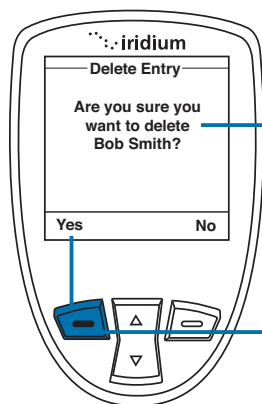 iridium
Delete Entry
Are you sure you
want to delete
Bob Smith?
Yes No